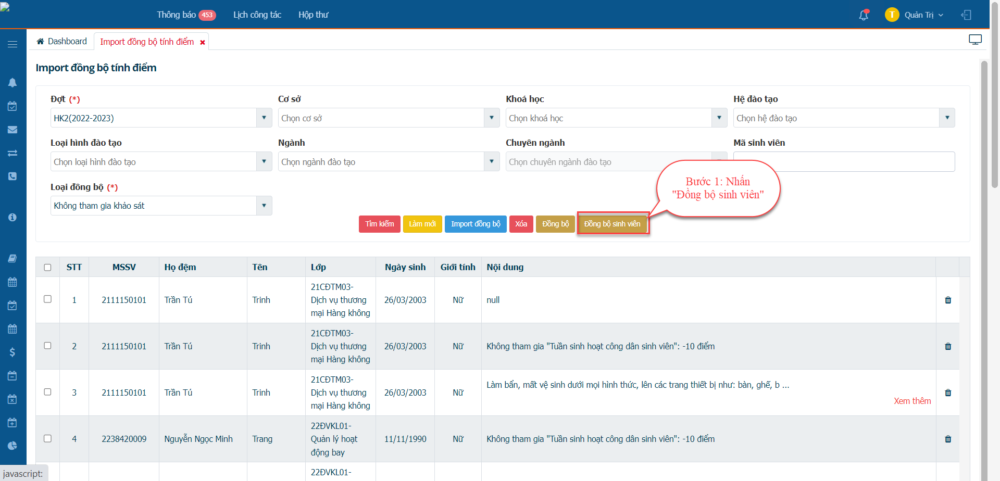 Thông báo 453 Lịch công tác Hộp thư T Quản Trị
Dashboard Import đồng bộ tính điểm
Import đồng bộ tính điểm
Đợt (*) Cơ sở Khoá học Hệ đào tạo
HK2(2022-2023) Chọn cơ sở Chọn khoá học Chọn hệ đào tạo
Loại hình đào tạo Ngành Chuyên ngành Mã sinh viên
Chọn loại hình đào tạo Chọn ngành đào tạo Chọn chuyên ngành đào tạo
Bước 1: Nhấn
"Đồng bộ sinh viên"
Loại đồng bộ (*)
Không tham gia khảo sát
Tìm kiếm Làm mới Import đồng bộ Xóa Đồng bộ Đồng bộ sinh viên
STT MSSV Họ đệm Tên Lớp Ngày sinh Giới tính Nội dung
21CĐTM03-
1 2111150101 Trần Tú Trinh Dịch vụ thương 26/03/2003 Nữ null
mại Hàng không
21CĐTM03-
2 2111150101 Trần Tú Trinh Dịch vụ thương 26/03/2003 Nữ Không tham gia "Tuần sinh hoạt công dân sinh viên": -10 điểm
mại Hàng không
21CĐTM03-
Làm bẩn, mất vệ sinh dưới mọi hình thức, lên các trang thiết bị như: bàn, ghế, b ...
3 2111150101 Trần Tú Trinh Dịch vụ thương 26/03/2003 Nữ
Xem thêm
mại Hàng không
22ĐVKL01-
4 2238420009 Nguyễn Ngọc Minh Trang Quản lý hoạt 11/11/1990 Nữ Không tham gia "Tuần sinh hoạt công dân sinh viên": -10 điểm
động bay
22ĐVKL01-
javascript: